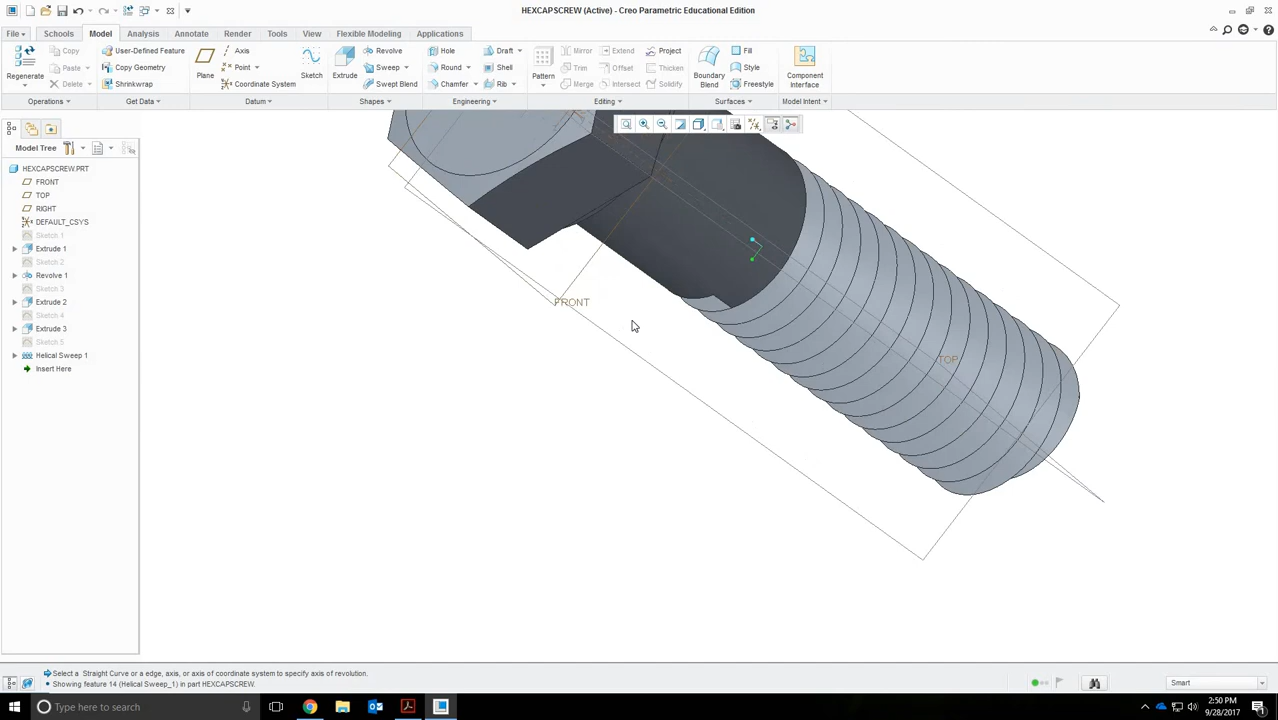 HEXCAPSCREW (Active) - Creo Parametric Educational Edition
File Schools Model Analysis Annotate Render Tools View Flexible Modeling Applications
Regenerate
Copy
Paste
Delete
Operations
User-Defined Feature
Copy Geometry
Shrinkwrap
Get Data
Plane
Axis
Point
Coordinate System
Sketch
Datum
Extrude
Revolve
Sweep
Swept Blend
Shapes
Hole
Round
Chamfer
Draft
Shell
Rib
Engineering
Pattern
Mirror
Trim
Merge
Extend
Offset
Intersect
Project
Thicken
Solidify
Editing
Boundary
Blend
Fill
Style
Freestyle
Surfaces
Component
Interface
Model Intent
Model Tree
HEXCAPSCREW.PRT
FRONT
TOP
RIGHT
DEFAULT_CSYS
Sketch 1
Extrude 1
Sketch 2
Revolve 1
Sketch 3
Extrude 2
Sketch 4
Extrude 3
Sketch 5
Helical Sweep 1
Insert Here
FRONT
TOP
Select a Straight Curve or a edge, axis, or axis of coordinate system to specify axis of revolution.
Showing feature 14 (Helical Sweep_1) in part HEXCAPSCREW.
Smart
Type here to search
2:50 PM
9/28/2017